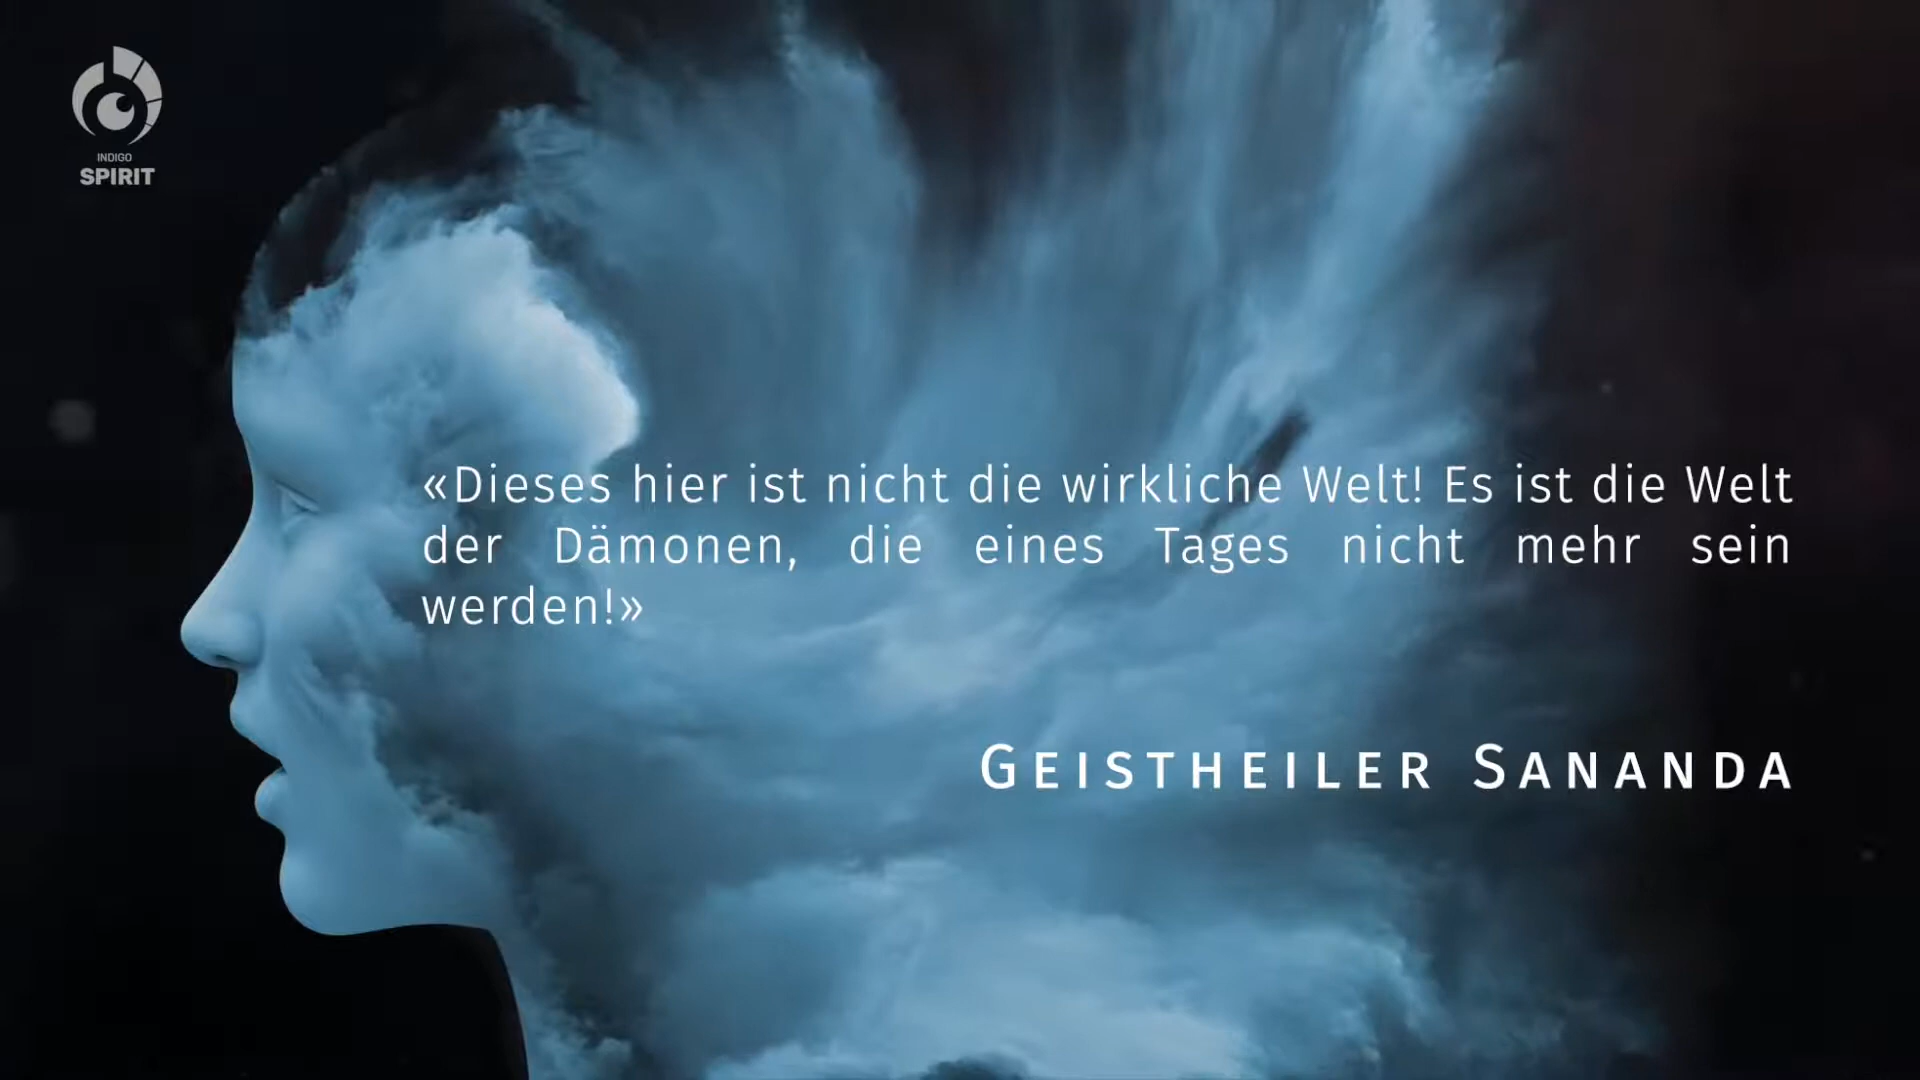 INDIGO
SPIRIT
«Dieses hier ist nicht die wirkliche Welt! Es ist die Welt
der Dämonen, die eines Tages nicht mehr sein
werden!»
GEISTHEILER SANANDA